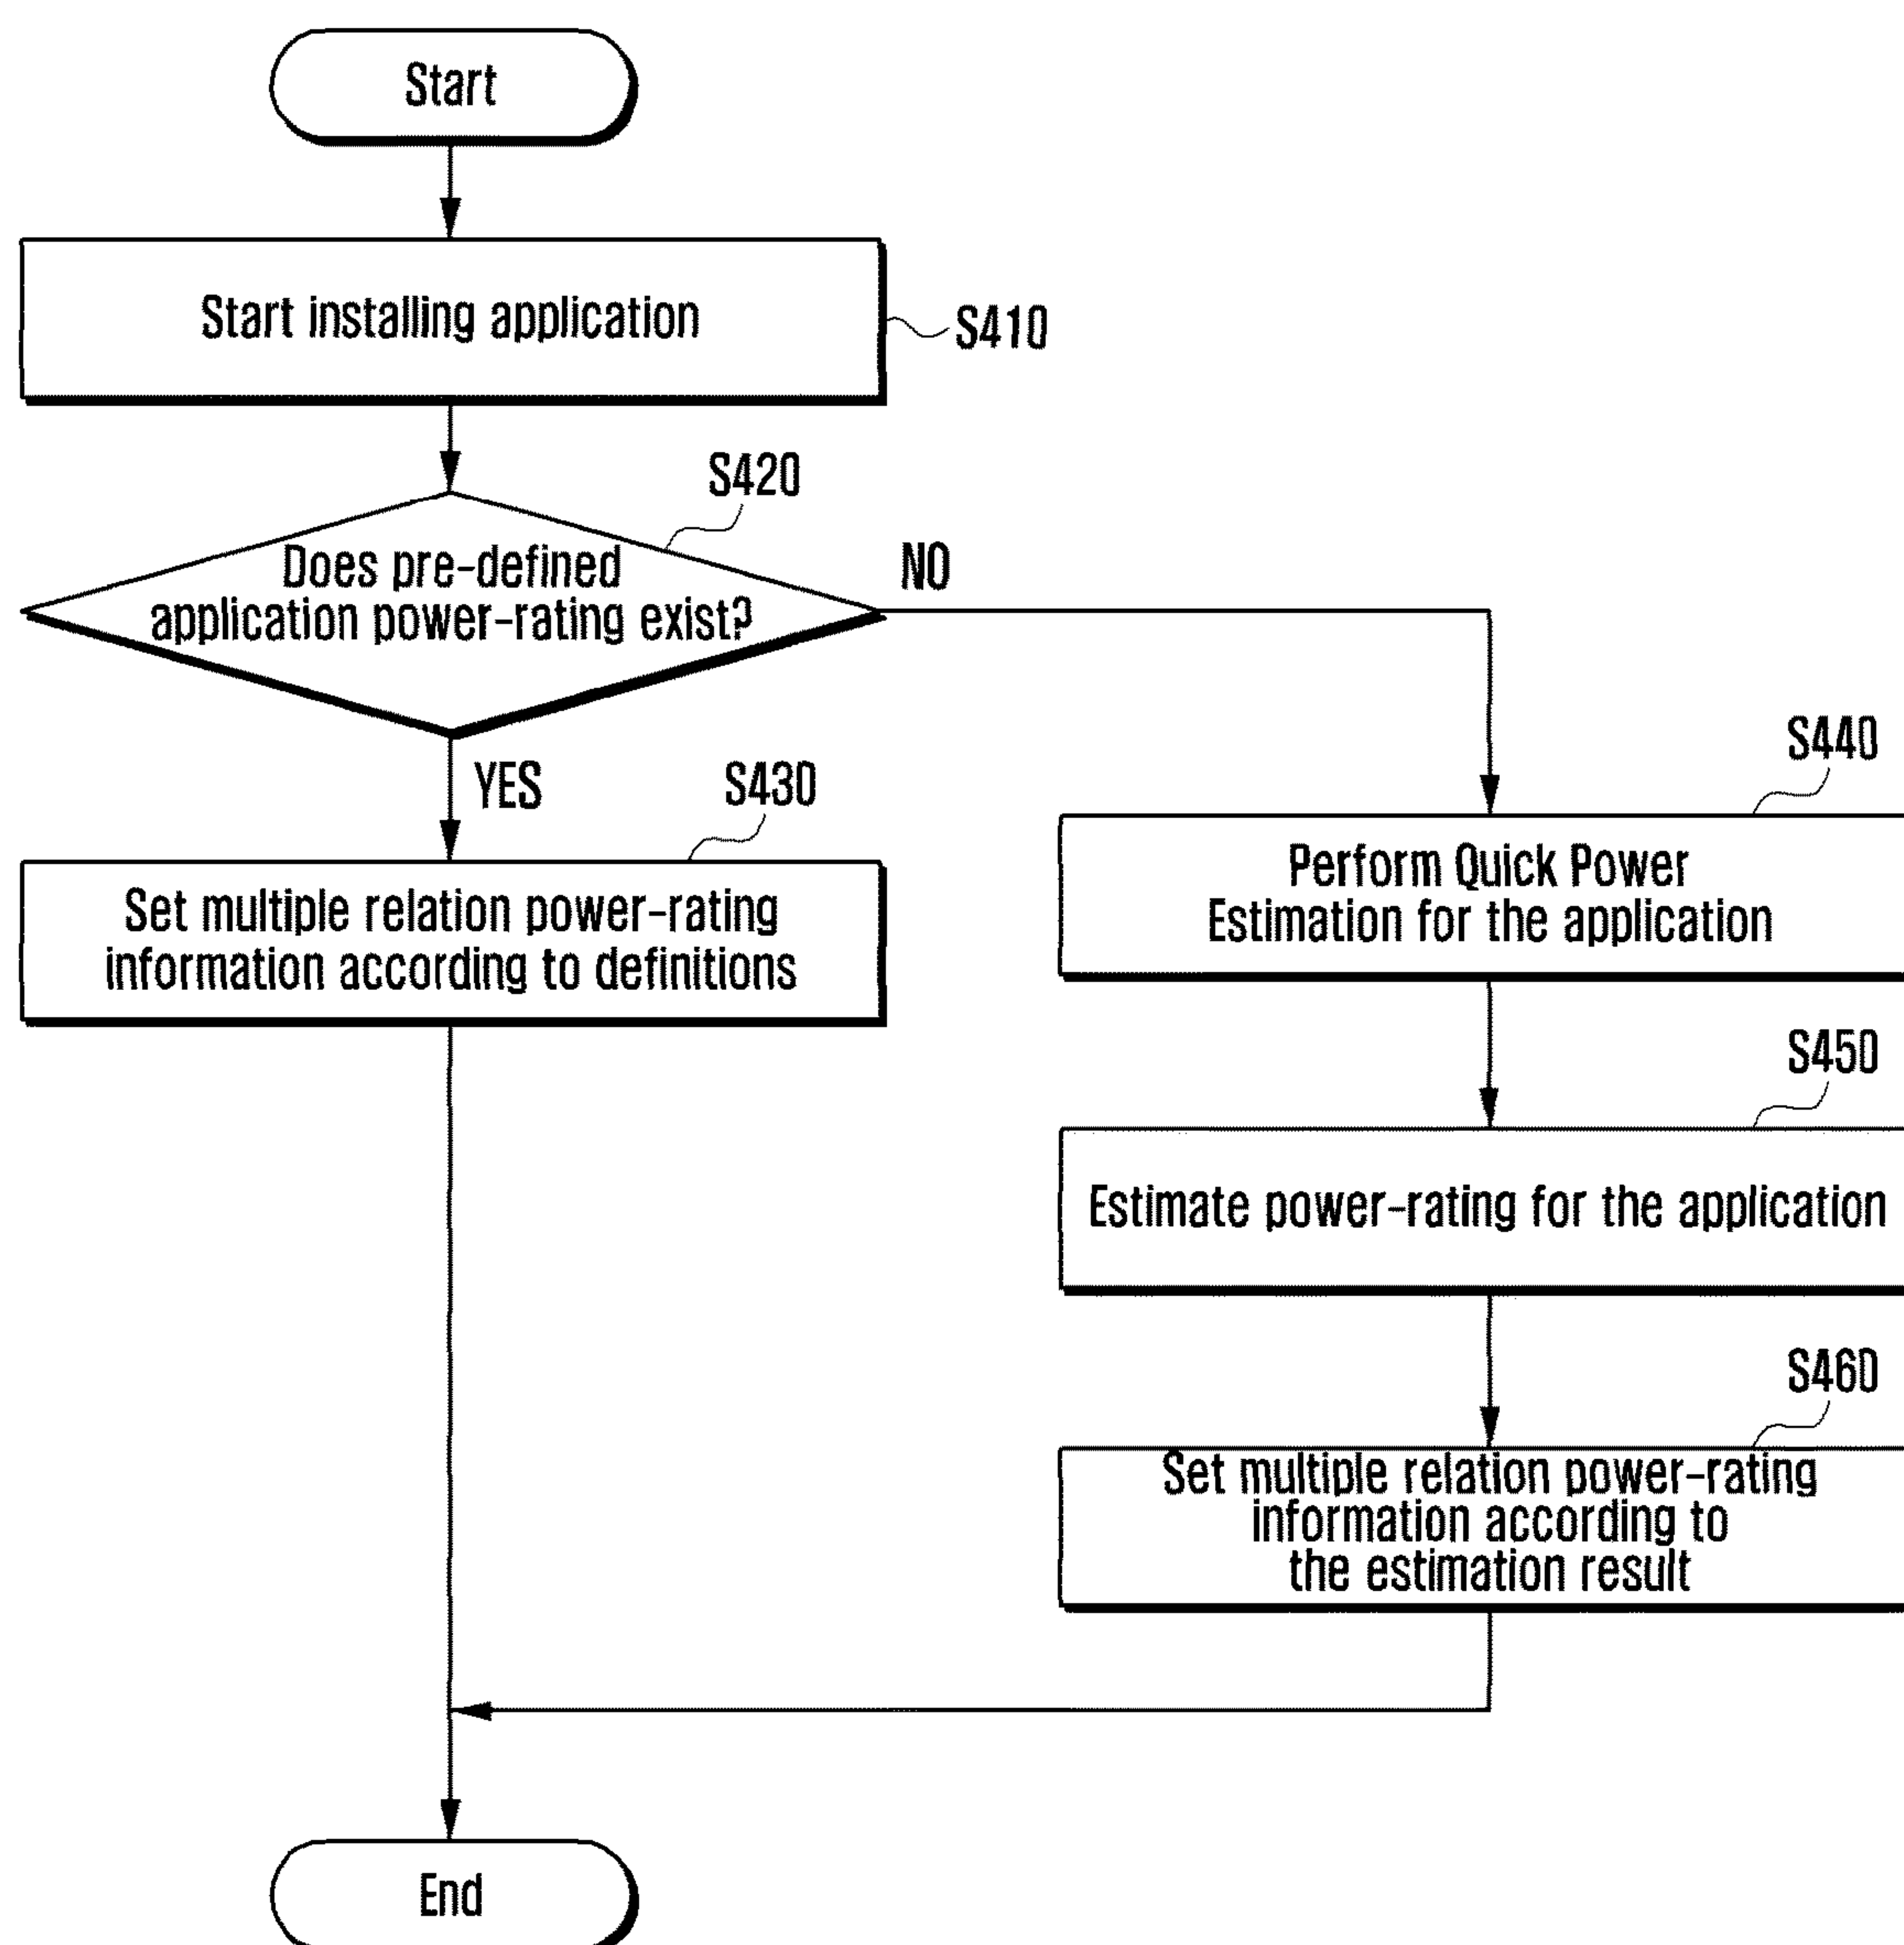 Start
Start installing application
S410
S420
Does pre-defined
application power-rating exist?
NO
YES
S430
Set multiple relation power-rating
information according to definitions
S440
Perform Quick Power
Estimation for the application
S450
Estimate power-rating for the application
S460
Set multiple relation power-rating
information according to
the estimation result
End